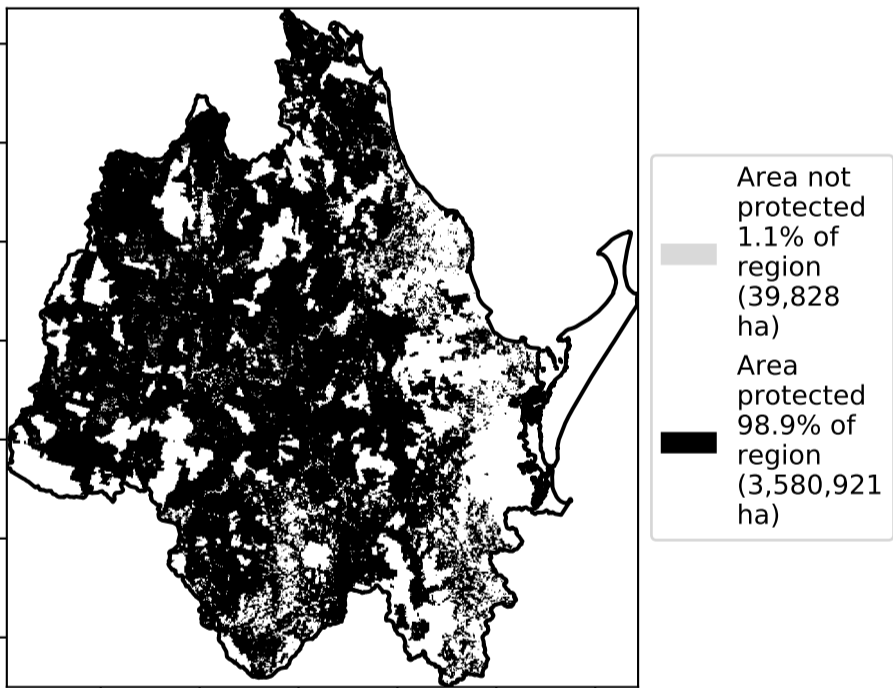 Area not
protected
1.1% of
region
(39,828
ha)
Area
protected
98.9% of
region
(3,580,921
ha)